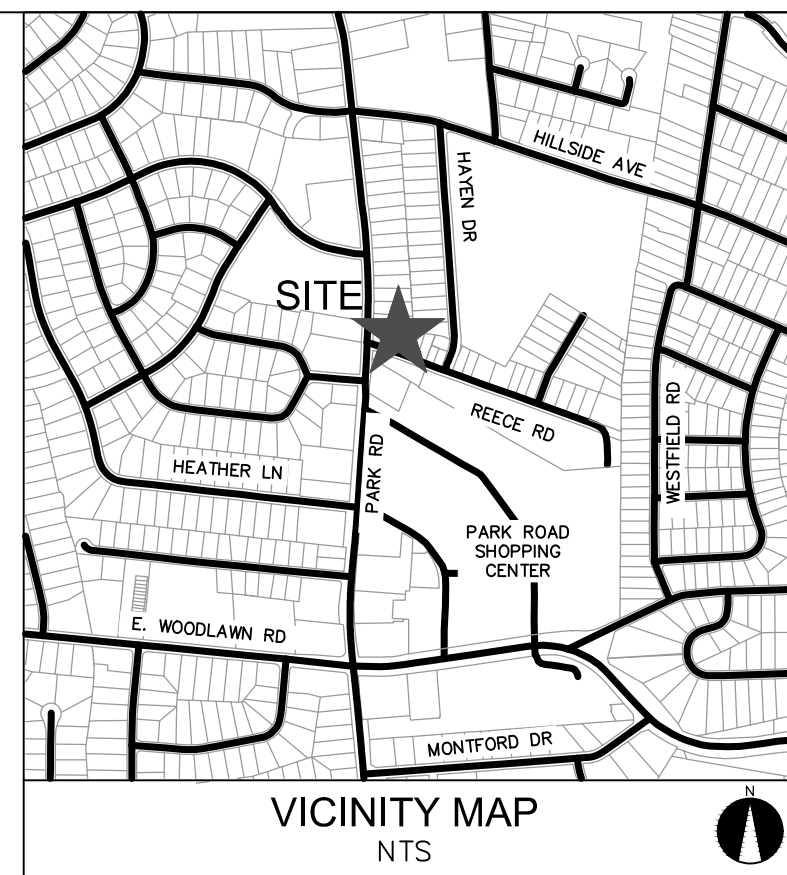 HILLSIDE AVE
HAYEN DR
SITE
REECE RD
WESTFIELD RD
HEATHER LN
PARK RD
PARK ROAD
SHOPPING
CENTER
E. WOODLAWN RD
MONTFORD DR
VICINITY MAP
NTS
N